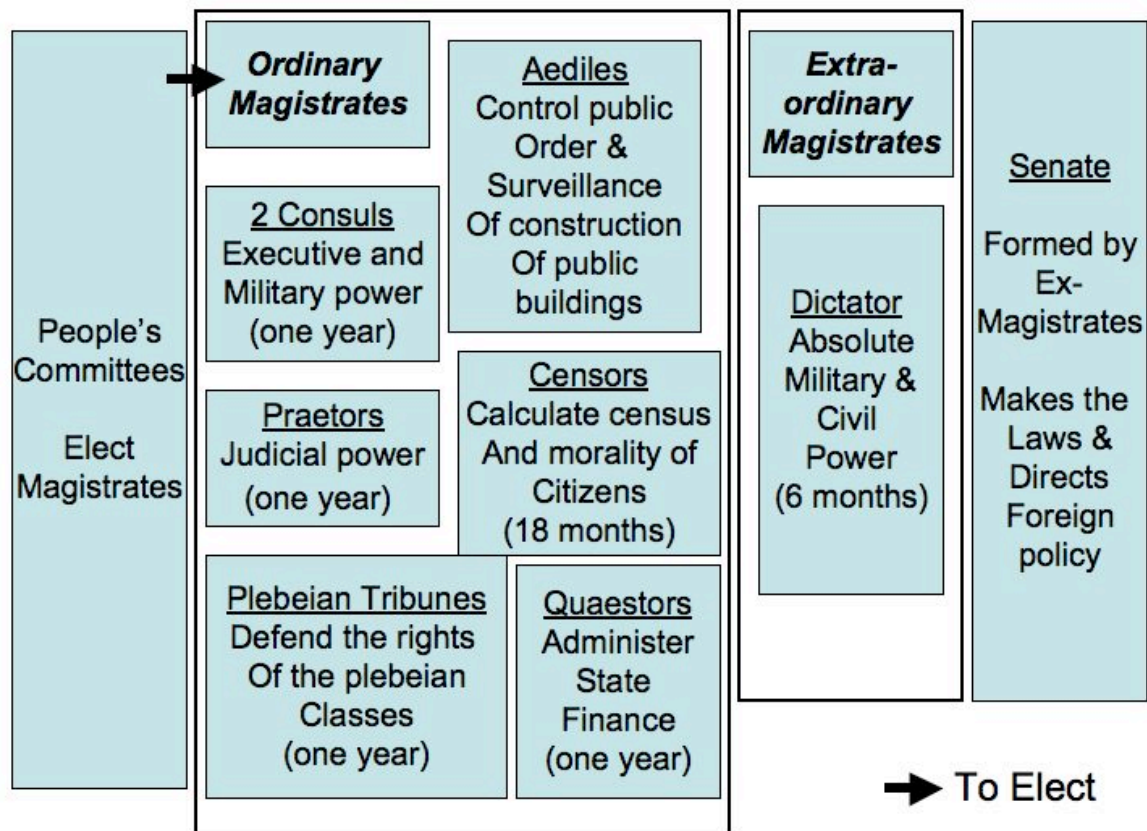 People's
Committees
Elect
Magistrates
Ordinary
Magistrates
2 Consuls
Executive and
Military power
(one year)
Praetors
Judicial power
(one year)
Plebeian Tribunes
Defend the rights
Of the plebeian
Classes
(one year)
Aediles
Control public
Order &
Surveillance
Of construction
Of public
buildings
Censors
Calculate census
And morality of
Citizens
(18 months)
Quaestors
Administer
State
Finance
(one year)
Extra-
ordinary
Magistrates
Dictator
Absolute
Military &
Civil
Power
(6 months)
Senate
Formed by
Ex-
Magistrates
Makes the
Laws &
Directs
Foreign
policy
To Elect